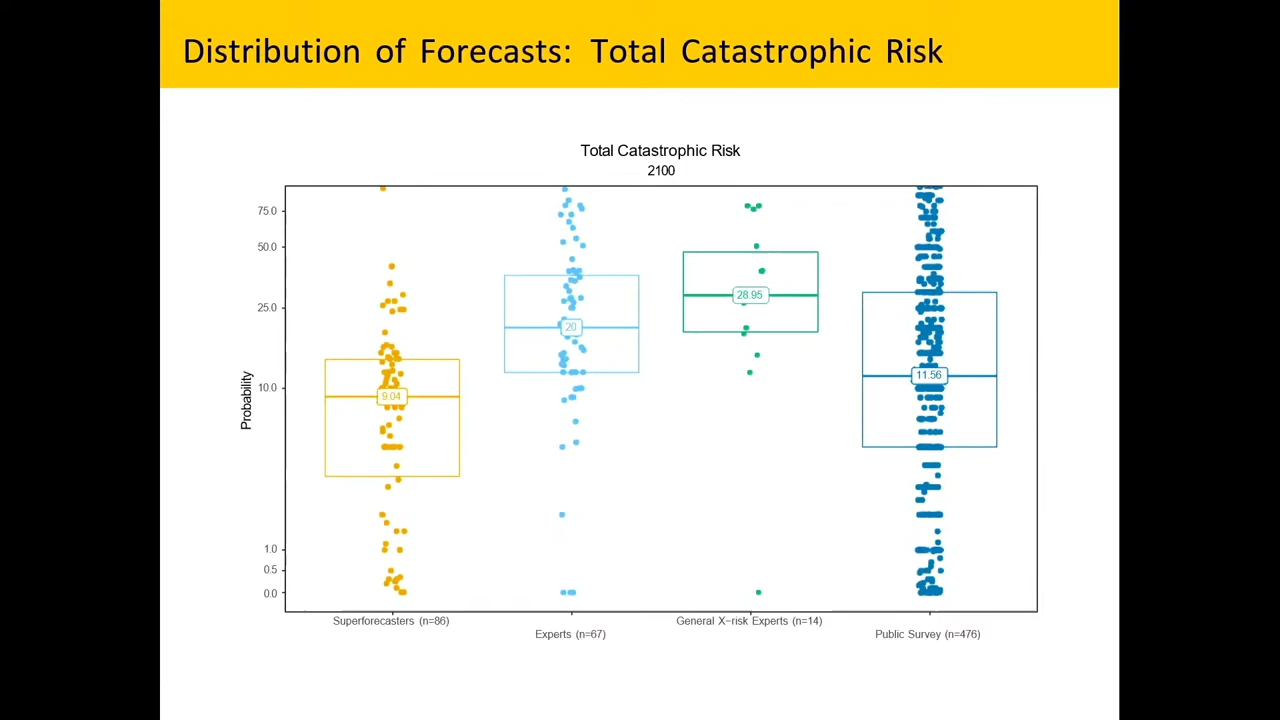 Distribution of Forecasts: Total Catastrophic Risk
Total Catastrophic Risk
2100
Probability
75.0
50.0
25.0
10.0
1.0
0.5
0.0
9.04
20
28.95
11.56
Superforecasters (n=86)
Experts (n=67)
General X−risk Experts (n=14)
Public Survey (n=476)